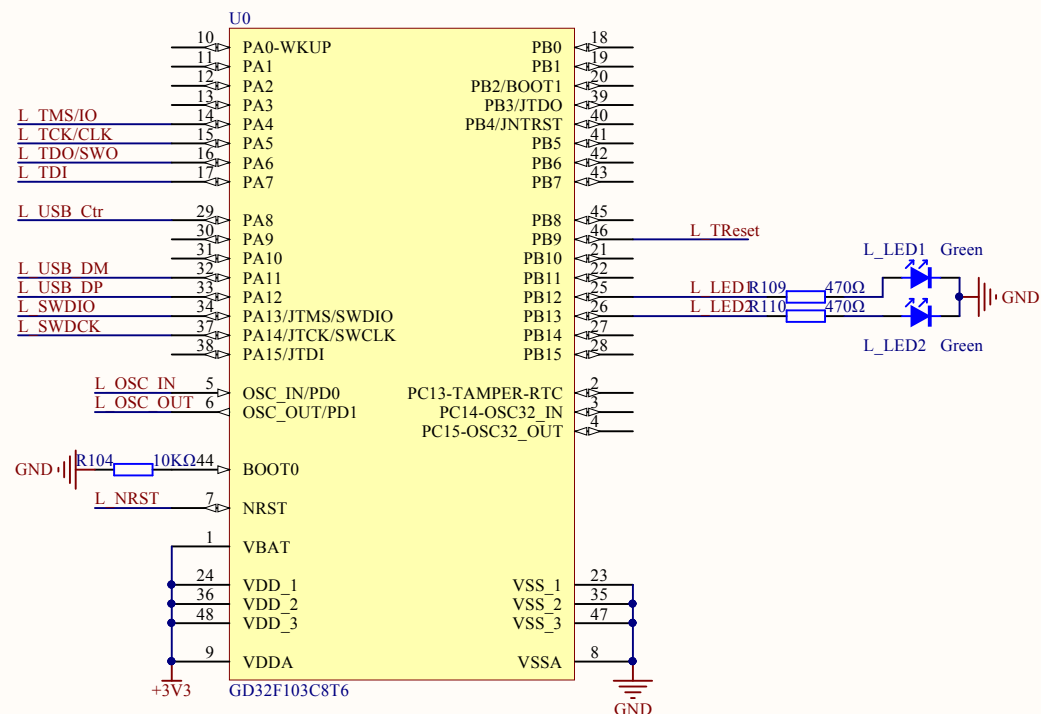 U0
10 PA0-WKUP PB0 18
11 PA1 PB1 19
12 PA2 PB2/BOOT1 20
13 PA3 PB3/JTDO 39
L_TMS/IO 14 PA4 PB4/JNTRST 40
L_TCK/CLK 15 PA5 PB5 41
L_TDO/SWO 16 PA6 PB6 42
L_TDI 17 PA7 PB7 43
L_USB_Ctr 29 PA8 PB8 45
30 PA9 PB9 46 L_TReset
31 PA10 PB10 21
L_LED1 Green
L_USB_DM 32 PA11 PB11 22
L_USB_DP 33 PA12 PB12 25 L_LED1 R109 470Ω GND
L_SWDIO 34 PA13/JTMS/SWDIO PB13 26 L_LED2 R110 470Ω
L_SWDCK 37 PA14/JTCK/SWCLK PB14 27
L_LED2 Green
38 PA15/JTDI PB15 28
L_OSC_IN 5 OSC_IN/PD0 PC13-TAMPER-RTC 2
L_OSC_OUT 6 OSC_OUT/PD1 PC14-OSC32_IN 3
PC15-OSC32_OUT 4
GND R104 10KΩ 44 BOOT0
L_NRST 7 NRST
1 VBAT
24 VDD_1 VSS_1 23
36 VDD_2 VSS_2 35
48 VDD_3 VSS_3 47
9 VDDA VSSA 8
+3V3 GD32F103C8T6
GND